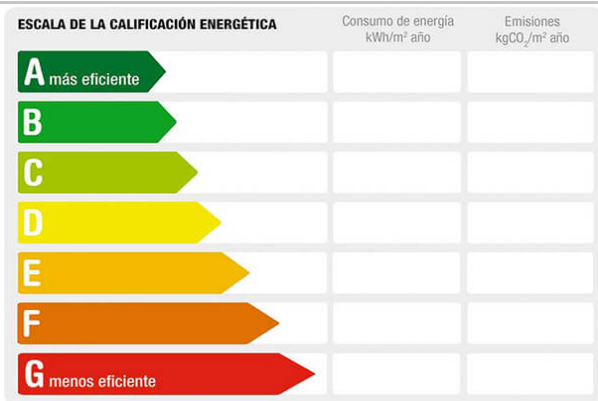 ESCALA DE LA CALIFICACIÓN ENERGÉTICA
Consumo de energía
kWh/m² año
Emisiones
kgCO₂/m² año
A más eficiente
B
C
D
E
F
G menos eficiente